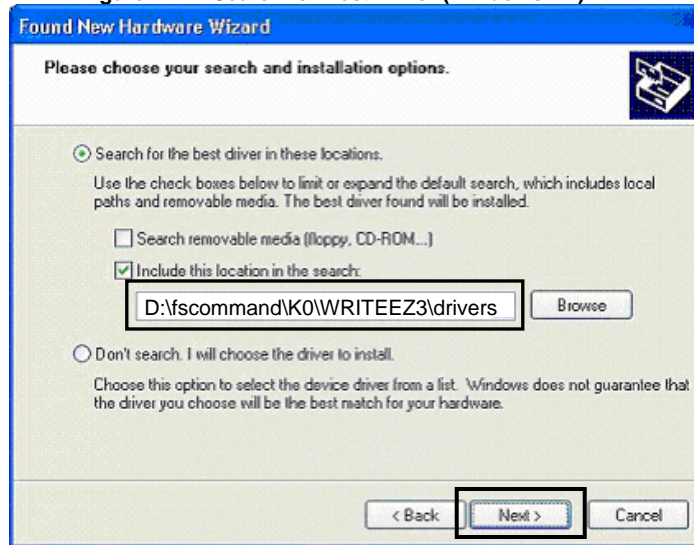 Found New Hardware Wizard
Please choose your search and installation options.
Search for the best driver in these locations.
Use the check boxes below to limit or expand the default search, which includes local
paths and removable media. The best driver found will be installed.
Search removable media (floppy, CD-ROM...)
Include this location in the search:
D:\fscommand\K0\WRITEEZ3\drivers
Browse
Don't search. I will choose the driver to install.
Choose this option to select the device driver from a list. Windows does not guarantee that
the driver you choose will be the best match for your hardware.
< Back
Next >
Cancel